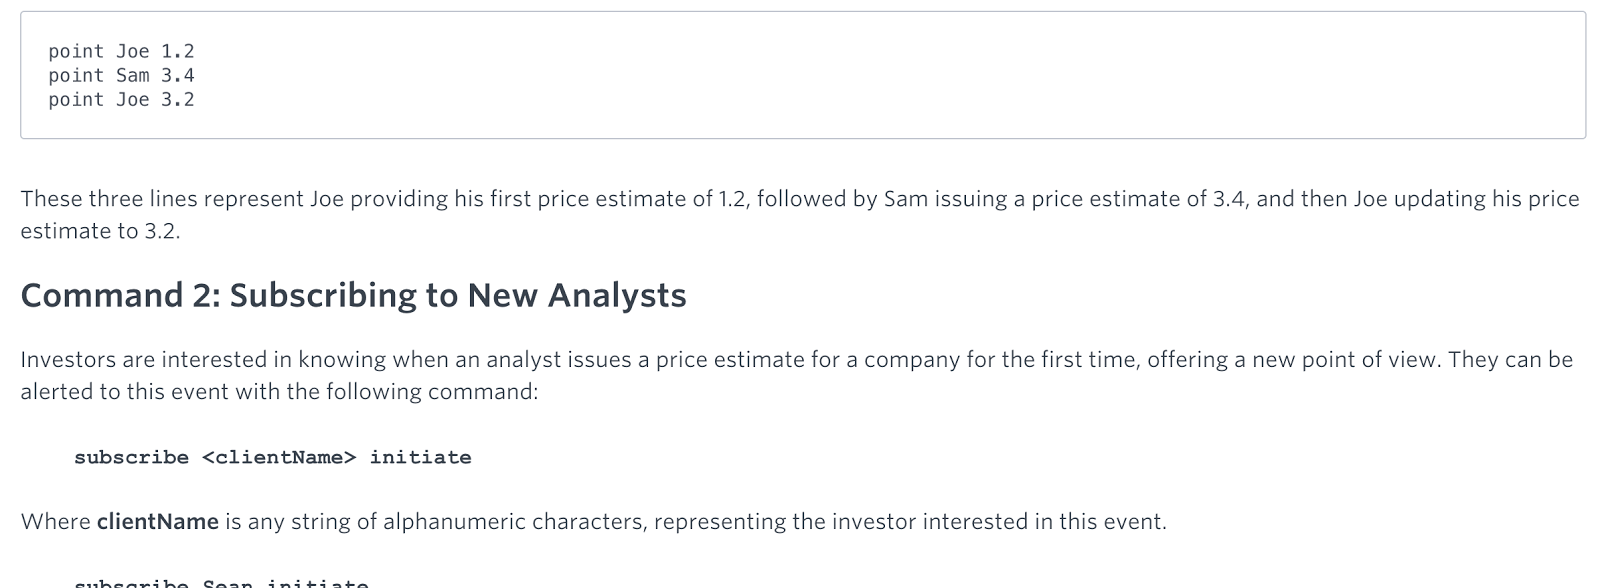 point Joe 1.2
point Sam 3.4
point Joe 3.2
These three lines represent Joe providing his first price estimate of 1.2, followed by Sam issuing a price estimate of 3.4, and then Joe updating his price
estimate to 3.2.
Command 2: Subscribing to New Analysts
Investors are interested in knowing when an analyst issues a price estimate for a company for the first time, offering a new point of view. They can be
alerted to this event with the following command:
subscribe <clientName> initiate
Where clientName is any string of alphanumeric characters, representing the investor interested in this event.
subscribe Sean initiate